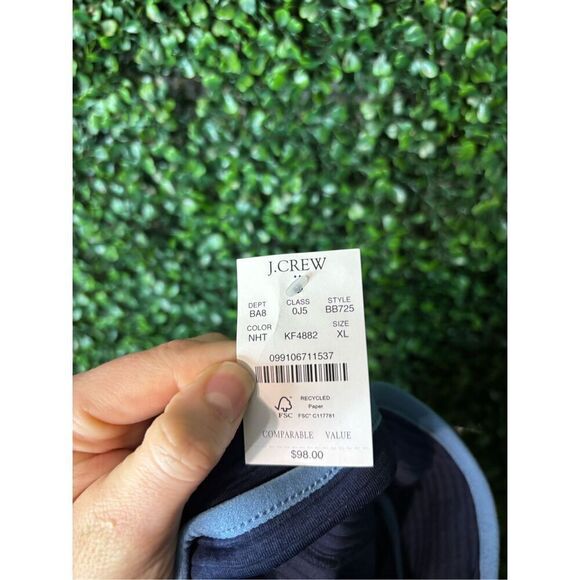 J.CREW
DEPT CLASS STYLE
BA8 0J5 BB725
COLOR SIZE
NHT KF4882 XL
099106711537
RECYCLED
Paper
FSC FSC® C117781
COMPARABLE VALUE
$98.00